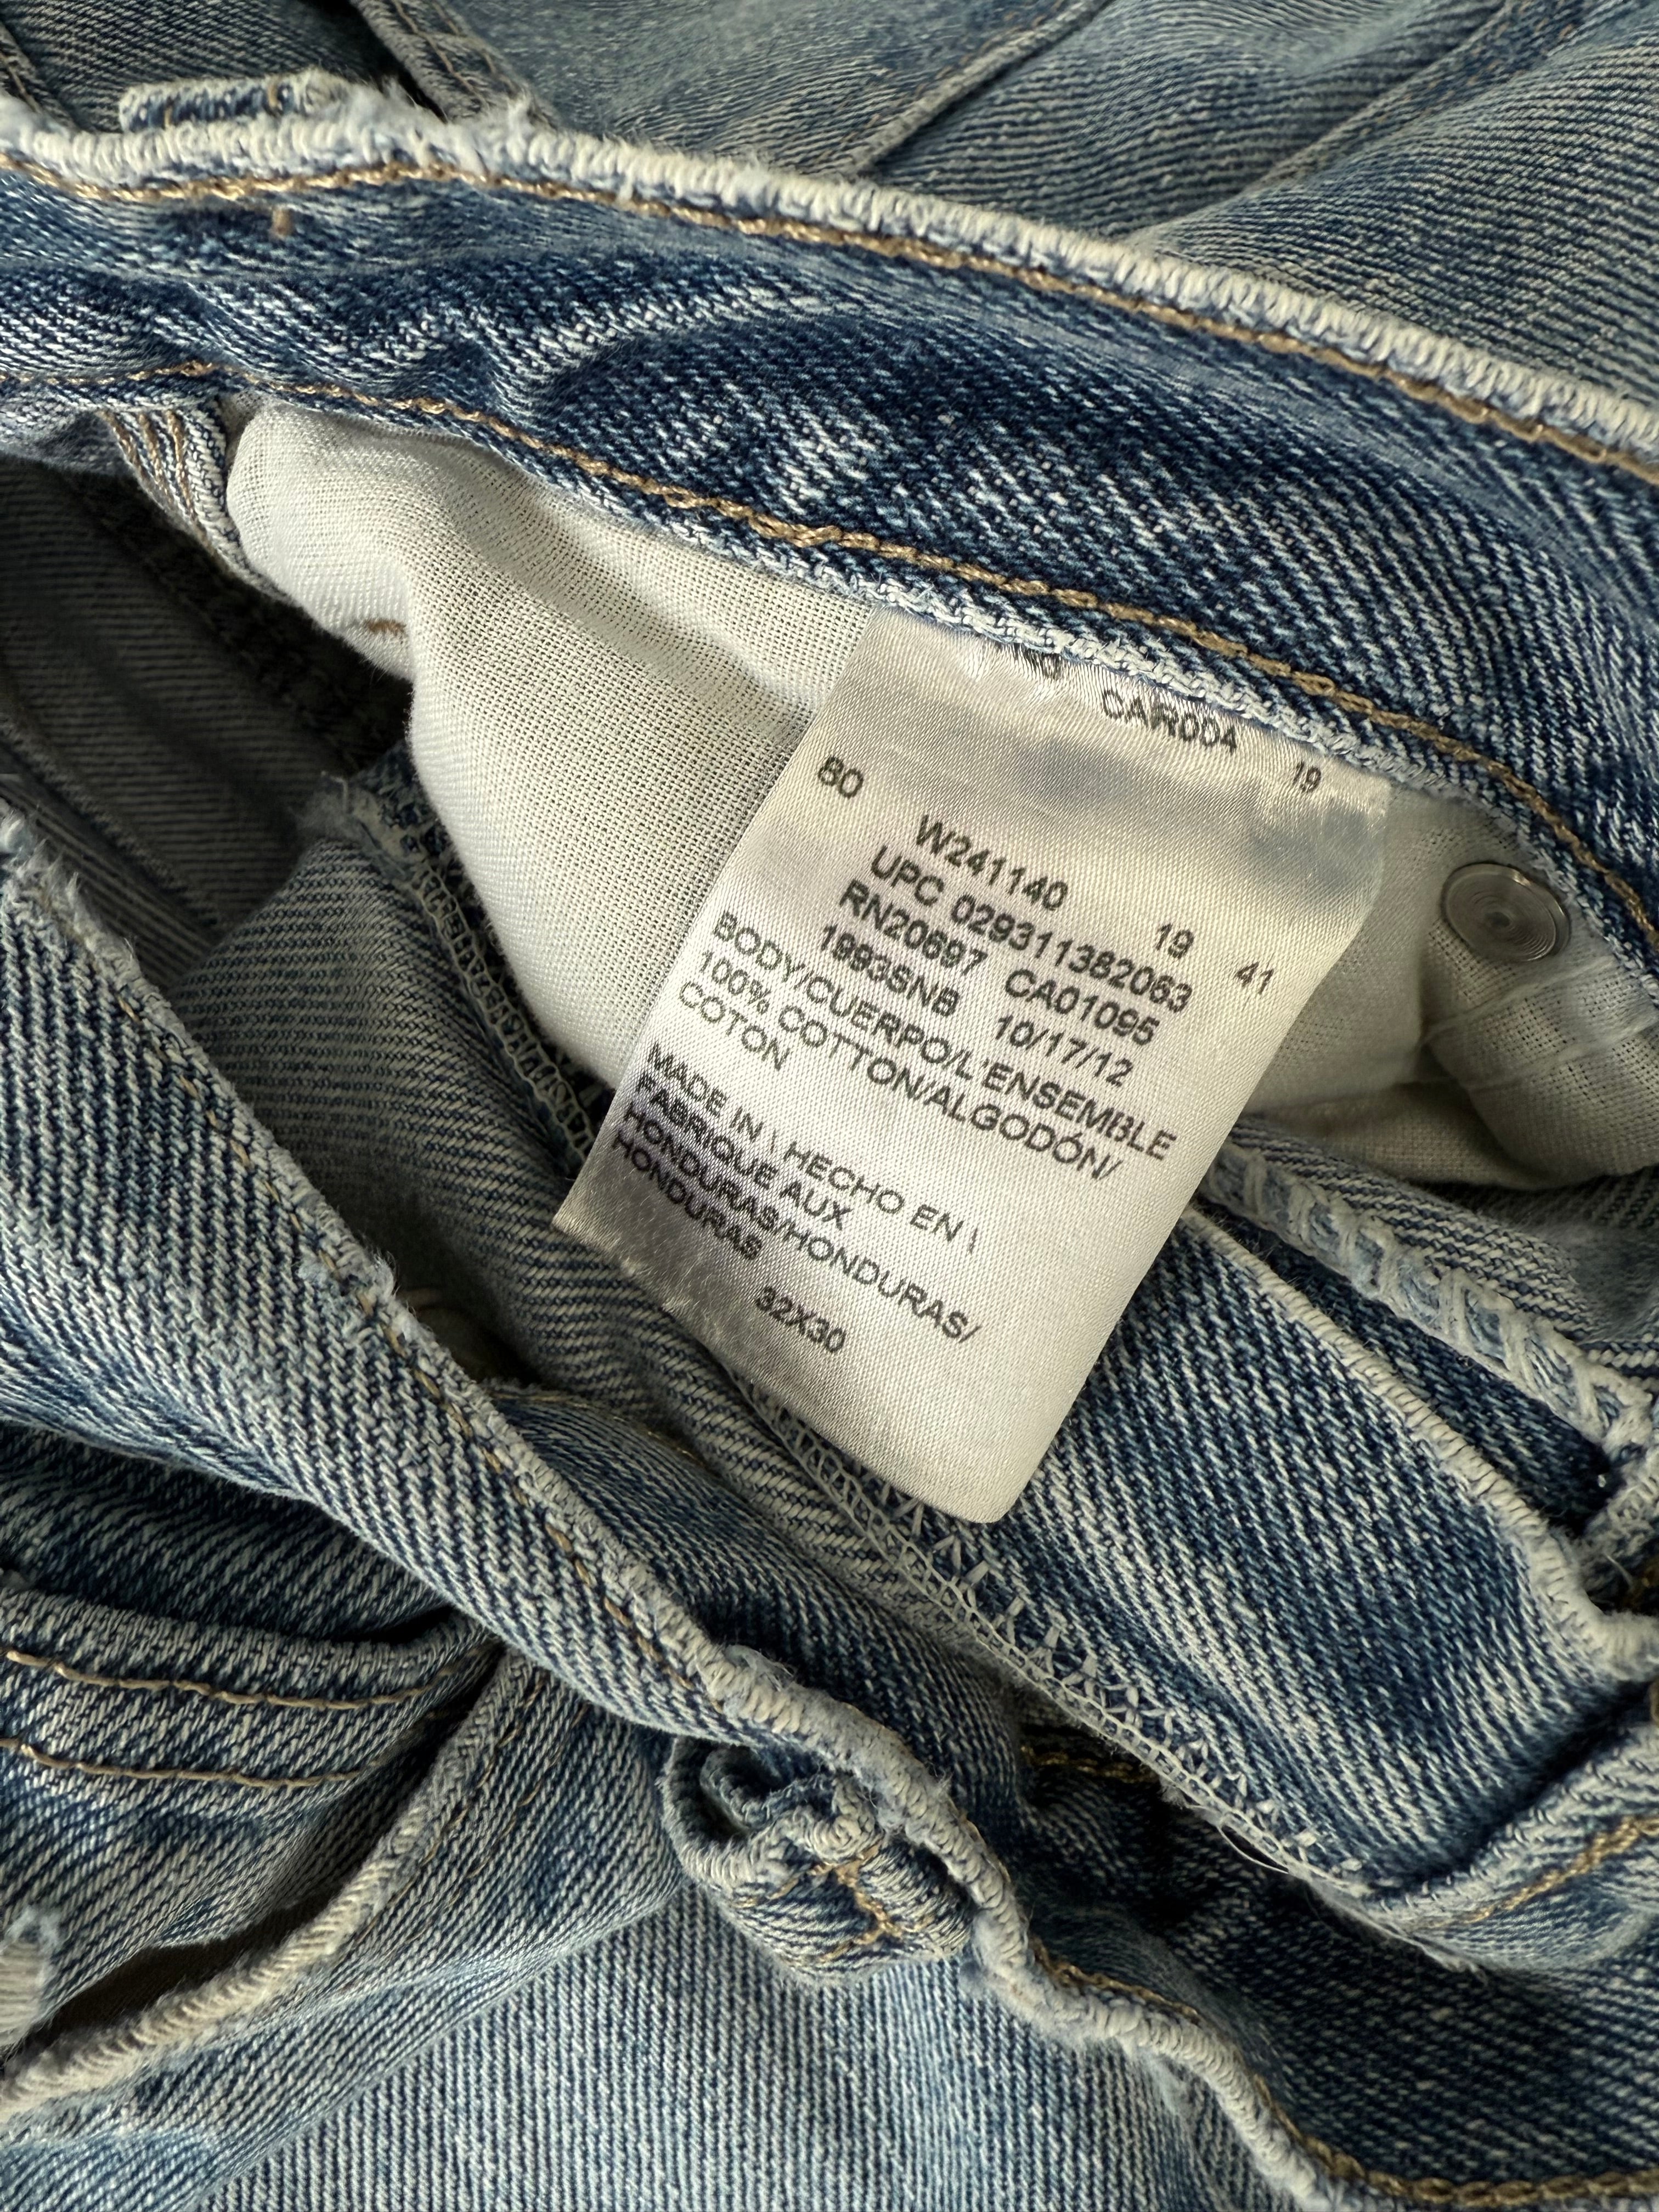 CAIR004 19
80
W241140 19
UPC 029311382063 41
RN20697 CA01095
1993SNB 10/17/12
BODY/CUERPO/L'ENSEMBLE
100% COTTON/ALGODÓN/
COTON
MADE IN \ HECHO EN \
FABRIQUE AUX
HONDURAS/HONDURAS/
HONDURAS
32X30